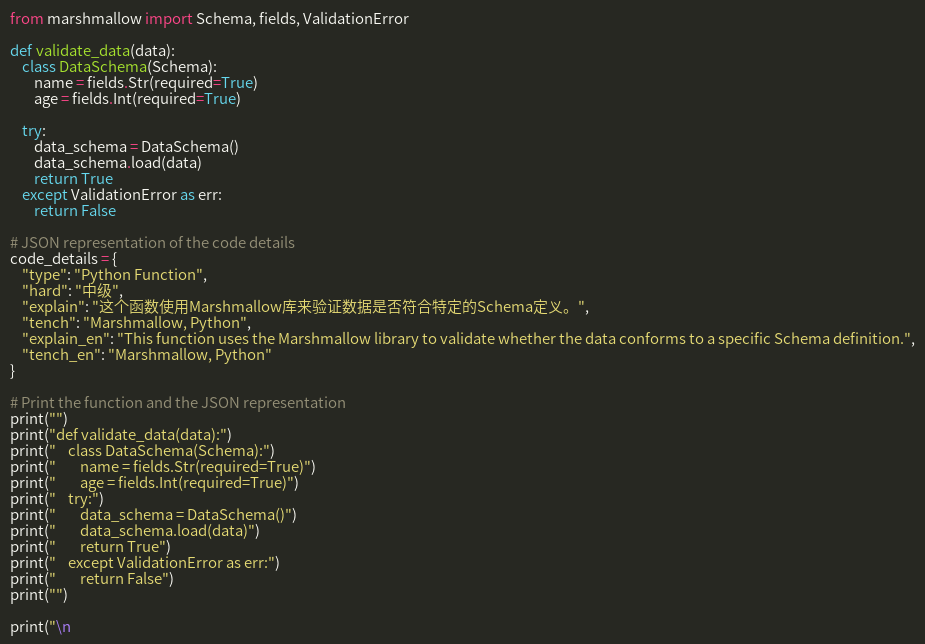 from marshmallow import Schema, fields, ValidationError

def validate_data(data):
    class DataSchema(Schema):
        name = fields.Str(required=True)
        age = fields.Int(required=True)

    try:
        data_schema = DataSchema()
        data_schema.load(data)
        return True
    except ValidationError as err:
        return False

# JSON representation of the code details
code_details = {
    "type": "Python Function",
    "hard": "中级",
    "explain": "这个函数使用Marshmallow库来验证数据是否符合特定的Schema定义。",
    "tench": "Marshmallow, Python",
    "explain_en": "This function uses the Marshmallow library to validate whether the data conforms to a specific Schema definition.",
    "tench_en": "Marshmallow, Python"
}

# Print the function and the JSON representation
print("")
print("def validate_data(data):")
print("    class DataSchema(Schema):")
print("        name = fields.Str(required=True)")
print("        age = fields.Int(required=True)")
print("    try:")
print("        data_schema = DataSchema()")
print("        data_schema.load(data)")
print("        return True")
print("    except ValidationError as err:")
print("        return False")
print("")

print("\n